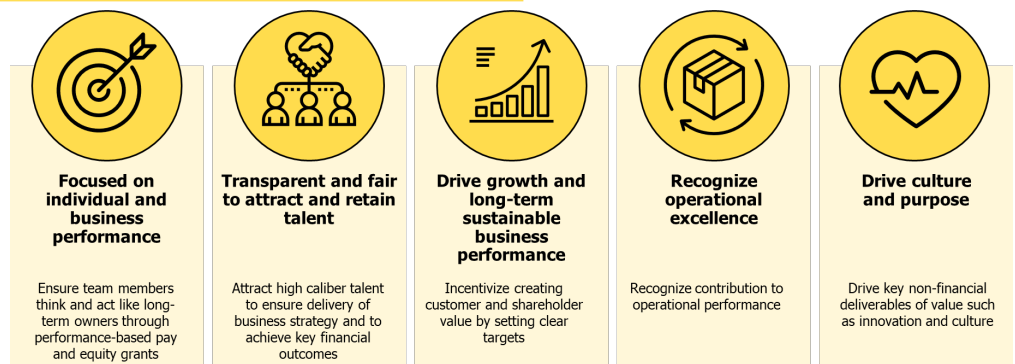 Focused on
individual and
business
performance
Ensure team members
think and act like long-
term owners through
performance-based pay
and equity grants
Transparent and fair
to attract and retain
talent
Attract high caliber talent
to ensure delivery of
business strategy and to
achieve key financial
outcomes
Drive growth and
long-term
sustainable
business
performance
Incentivize creating
customer and shareholder
value by setting clear
targets
Recognize
operational
excellence
Recognize contribution to
operational performance
Drive culture
and purpose
Drive key non-financial
deliverables of value such
as innovation and culture